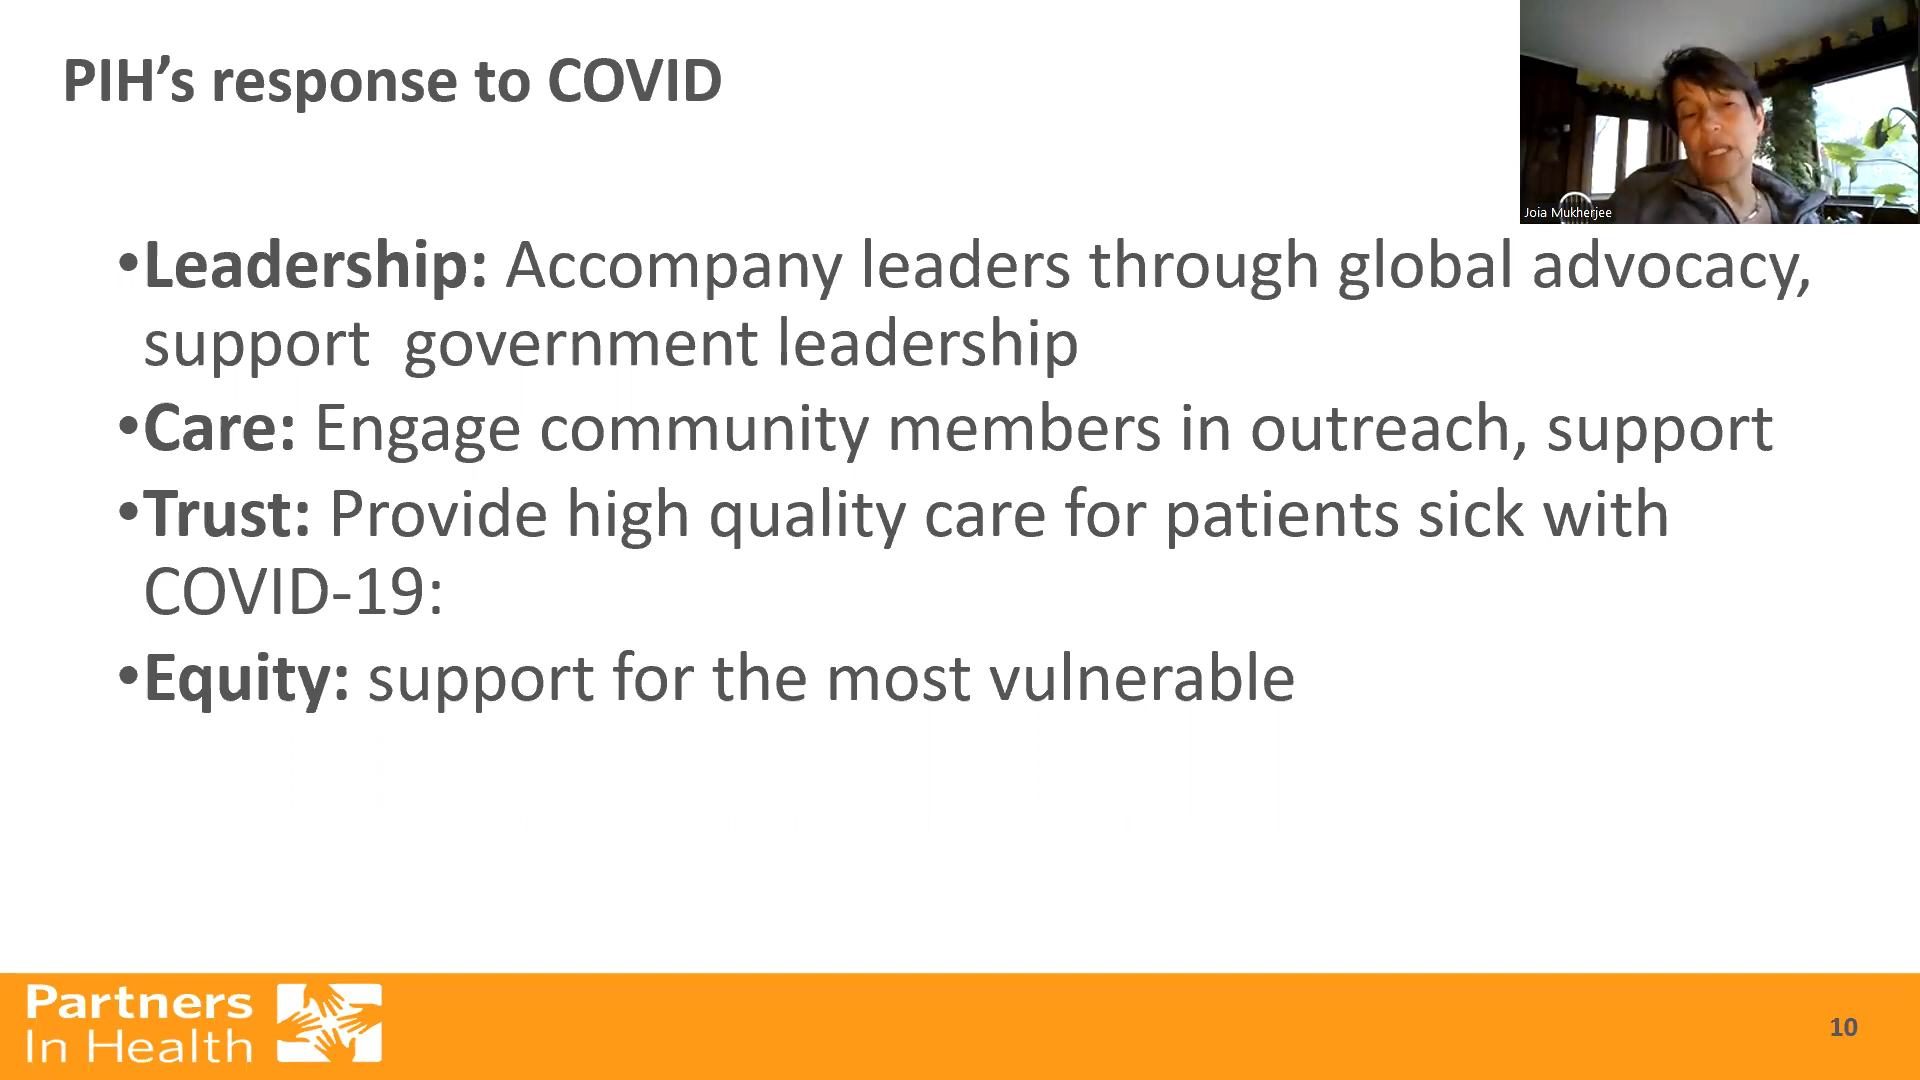 PIH’s response to COVID
Joia Mukherjee
•Leadership: Accompany leaders through global advocacy,
support  government leadership
•Care: Engage community members in outreach, support
•Trust: Provide high quality care for patients sick with
COVID-19:
•Equity: support for the most vulnerable
Partners
In Health
10